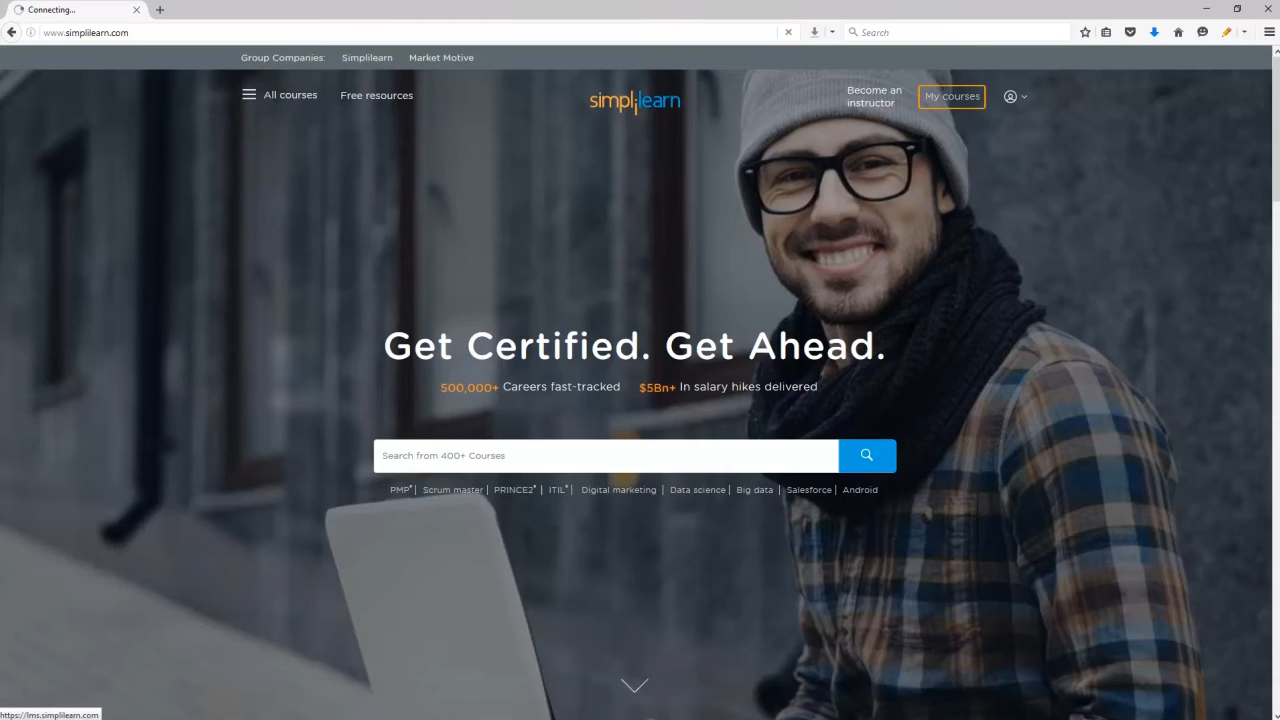 Connecting...
www.simplilearn.com
Search
Group Companies:
Simplilearn
Market Motive
All courses
Free resources
simplilearn
Become an
instructor
My courses
Get Certified. Get Ahead.
500,000+ Careers fast-tracked
$5Bn+ In salary hikes delivered
Search from 400+ Courses
PMP® | Scrum master | PRINCE2® | ITIL® | Digital marketing | Data science | Big data | Salesforce | Android
https://lms.simplilearn.com